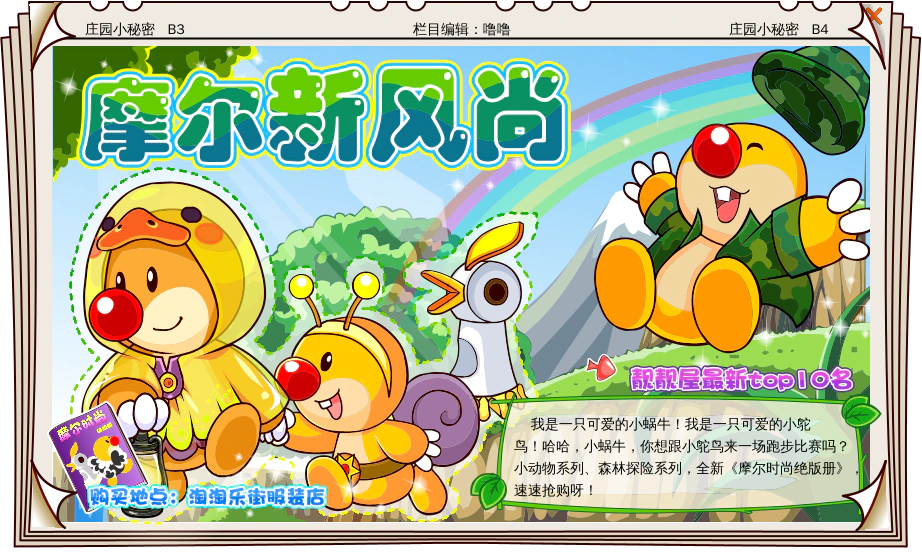 庄园小秘密 B3
栏目编辑：噜噜
庄园小秘密 B4
摩尔新风尚
靓靓屋最新top10名
我是一只可爱的小蜗牛！我是一只可爱的小鸵
鸟！哈哈，小蜗牛，你想跟小鸵鸟来一场跑步比赛吗？
小动物系列、森林探险系列，全新《摩尔时尚绝版册》，
速速抢购呀！
摩尔时尚
购买地点：淘淘乐街服装店